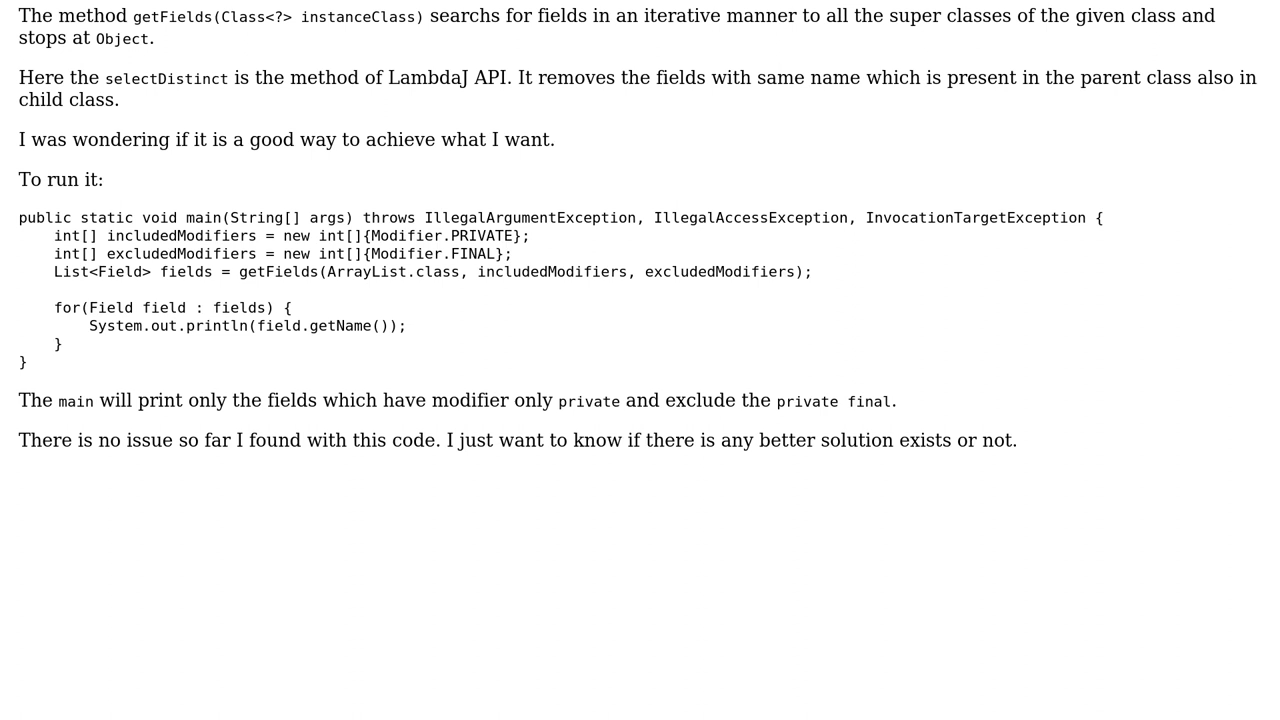 The method getFields(Class<?> instanceClass) searchs for fields in an iterative manner to all the super classes of the given class and
stops at Object.
Here the selectDistinct is the method of LambdaJ API. It removes the fields with same name which is present in the parent class also in
child class.
I was wondering if it is a good way to achieve what I want.
To run it:
public static void main(String[] args) throws IllegalArgumentException, IllegalAccessException, InvocationTargetException {
    int[] includedModifiers = new int[]{Modifier.PRIVATE};
    int[] excludedModifiers = new int[]{Modifier.FINAL};
    List<Field> fields = getFields(ArrayList.class, includedModifiers, excludedModifiers);
    for(Field field : fields) {
        System.out.println(field.getName());
    }
}
The main will print only the fields which have modifier only private and exclude the private final.
There is no issue so far I found with this code. I just want to know if there is any better solution exists or not.